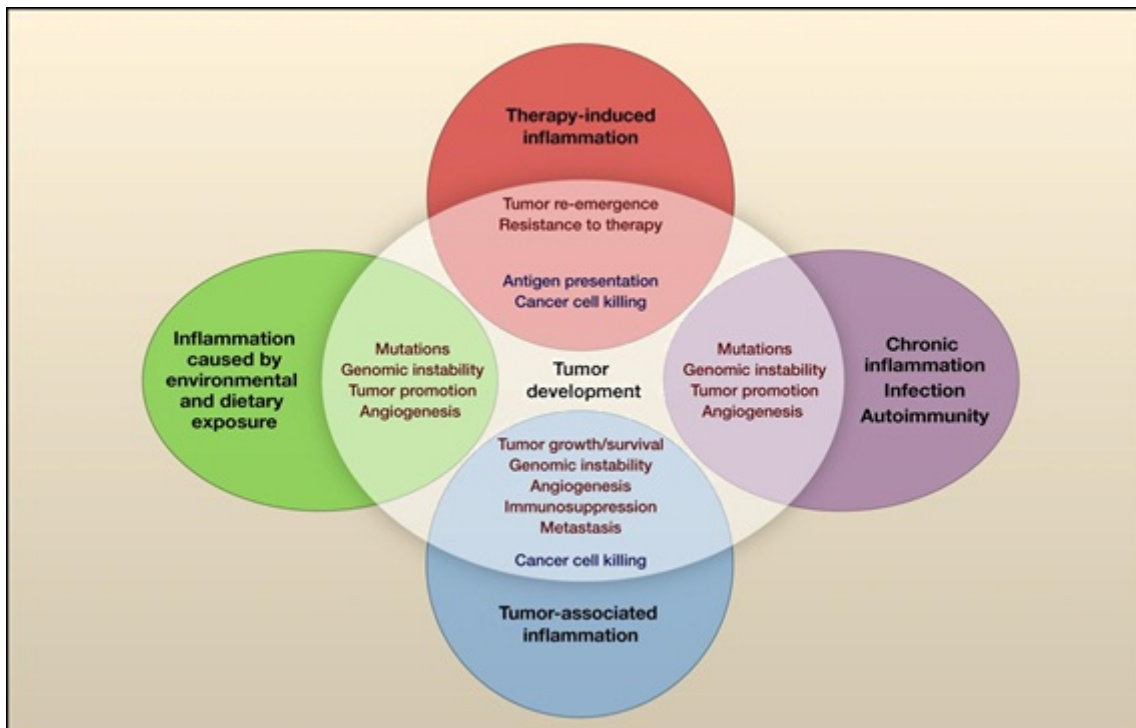 Therapy-induced
inflammation
Tumor re-emergence
Resistance to therapy
Antigen presentation
Cancer cell killing
Inflammation
caused by
environmental
and dietary
exposure
Mutations
Genomic instability
Tumor promotion
Angiogenesis
Tumor
development
Mutations
Genomic instability
Tumor promotion
Angiogenesis
Chronic
inflammation
Infection
Autoimmunity
Tumor growth/survival
Genomic instability
Angiogenesis
Immunosuppression
Metastasis
Cancer cell killing
Tumor-associated
inflammation